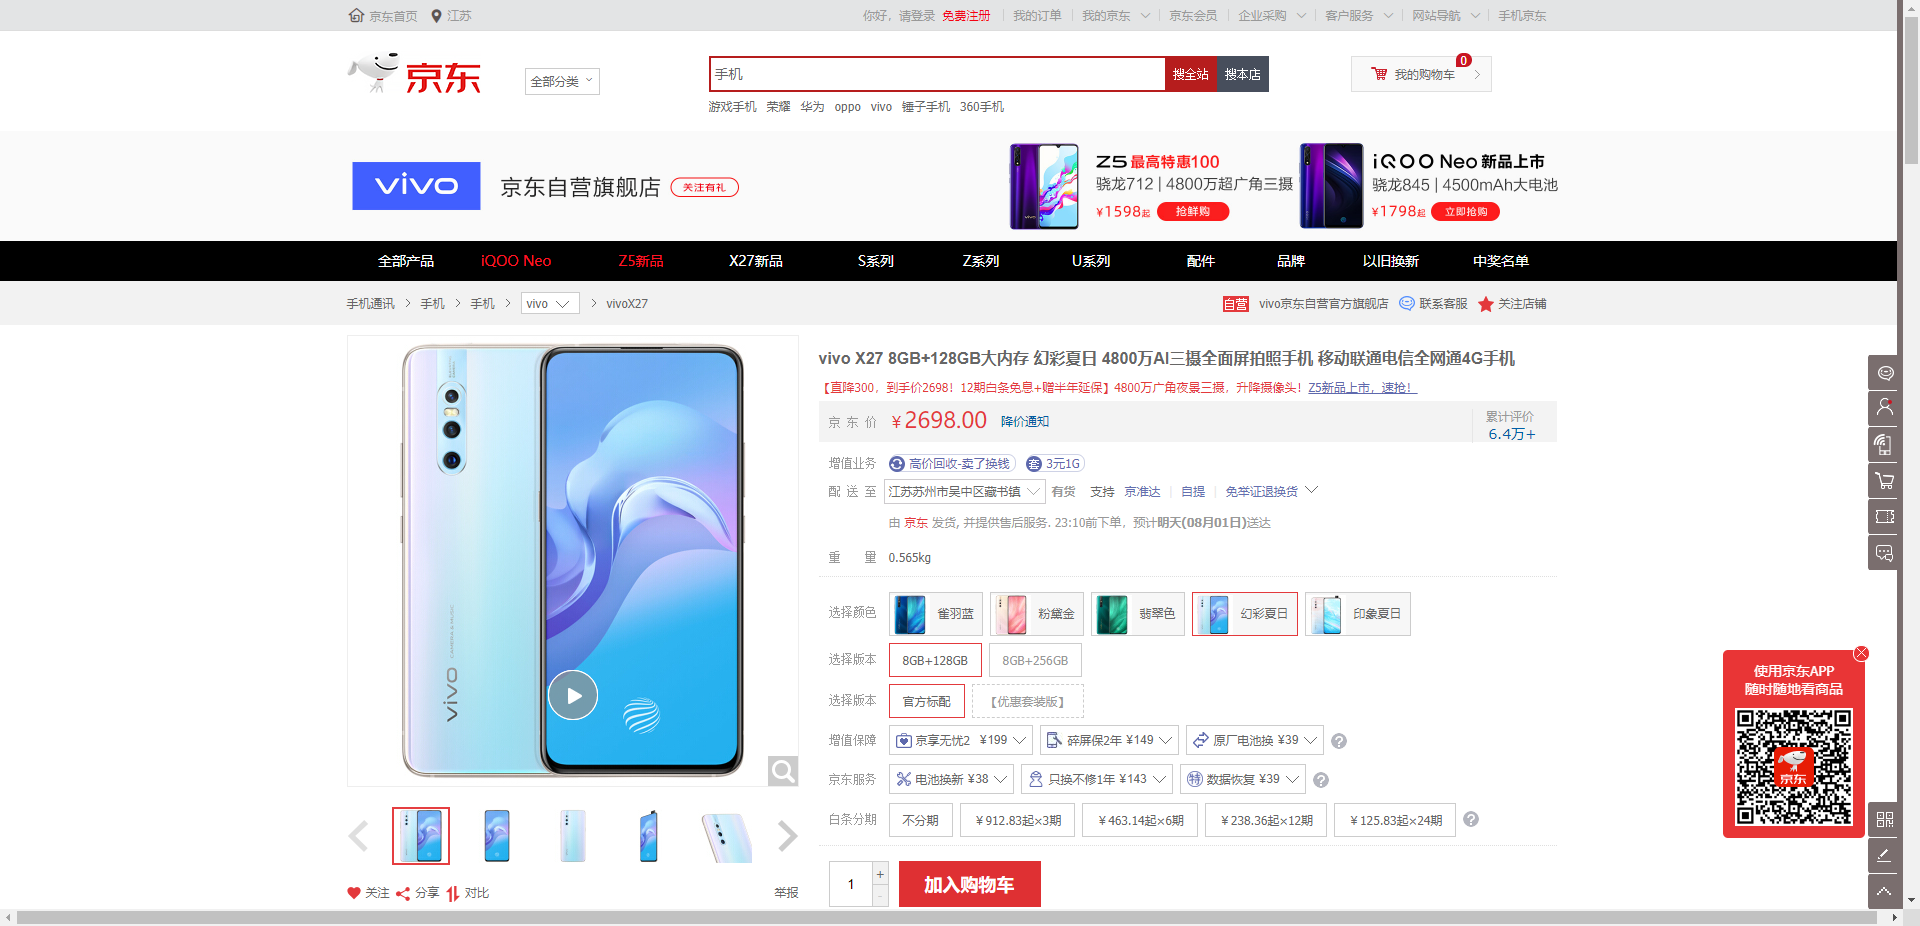 京东首页 江苏
你好，请登录 免费注册 我的订单 我的京东 京东会员 企业采购 客户服务 网站导航 手机京东
京东
全部分类
手机 搜全站 搜本店
我的购物车 0
游戏手机 荣耀 华为 oppo vivo 锤子手机 360手机
vivo 京东自营旗舰店 关注有礼
Z5 最高特惠100
骁龙712 | 4800万超广角三摄
¥1598起 抢鲜购
iQOO Neo 新品上市
骁龙845 | 4500mAh大电池
¥1798起 立即抢购
全部产品 iQOO Neo Z5新品 X27新品 S系列 Z系列 U系列 配件 品牌 以旧换新 中奖名单
手机通讯 > 手机 > 手机 > vivo > vivoX27
自营 vivo京东自营官方旗舰店 联系客服 关注店铺
vivo X27 8GB+128GB大内存 幻彩夏日 4800万AI三摄全面屏拍照手机 移动联通电信全网通4G手机
【直降300，到手价2698！12期白条免息+赠半年延保】4800万广角夜景三摄，升降摄像头！Z5新品上市，速抢！
京东价 ￥2698.00 降价通知
累计评价
6.4万+
增值业务 高价回收-卖了换钱 套 3元1G
配送至 江苏苏州市吴中区藏书镇 有货 支持 京准达 | 自提 | 免举证退换货
由 京东 发货, 并提供售后服务. 23:10前下单，预计明天(08月01日)送达
重量 0.565kg
选择颜色 雀羽蓝 粉黛金 翡翠色 幻彩夏日 印象夏日
选择版本 8GB+128GB 8GB+256GB
选择版本 官方标配 【优惠套装版】
增值保障 京享无忧2 ¥199 碎屏保2年 ¥149 原厂电池换 ¥39 ?
京东服务 电池换新 ¥38 只换不修1年 ¥143 特 数据恢复 ¥39 ?
白条分期 不分期 ￥912.83起×3期 ￥463.14起×6期 ￥238.36起×12期 ￥125.83起×24期 ?
1 + - 加入购物车
vivo CAMERA & MUSIC
关注 分享 对比 举报
使用京东APP
随时随地看商品
京东